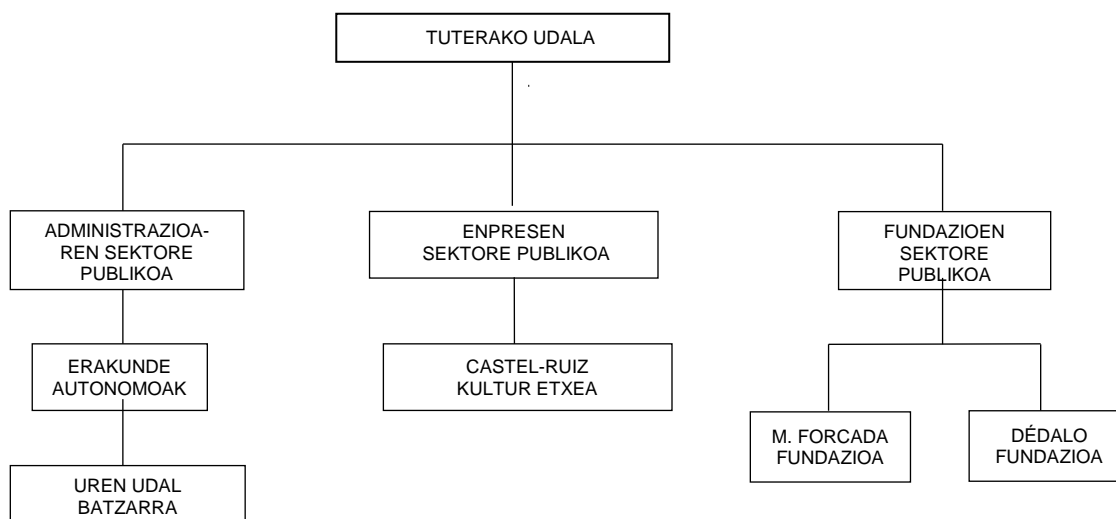 TUTERAKO UDALA
ADMINISTRAZIOA-
REN SEKTORE
PUBLIKOA
ENPRESEN
SEKTORE PUBLIKOA
FUNDAZIOEN
SEKTORE
PUBLIKOA
ERAKUNDE
AUTONOMOAK
CASTEL-RUIZ
KULTUR ETXEA
M. FORCADA
FUNDAZIOA
DÉDALO
FUNDAZIOA
UREN UDAL
BATZARRA